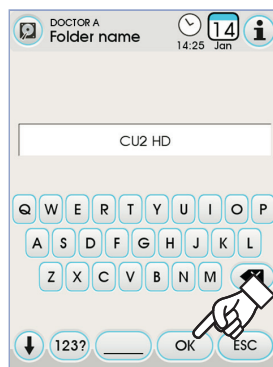 DOCTOR A
Folder name
14
14:25 Jan
i
CU2 HD
Q W E R T Y U I O P
A S D F G H J K L
Z X C V B N M
123? OK ESC